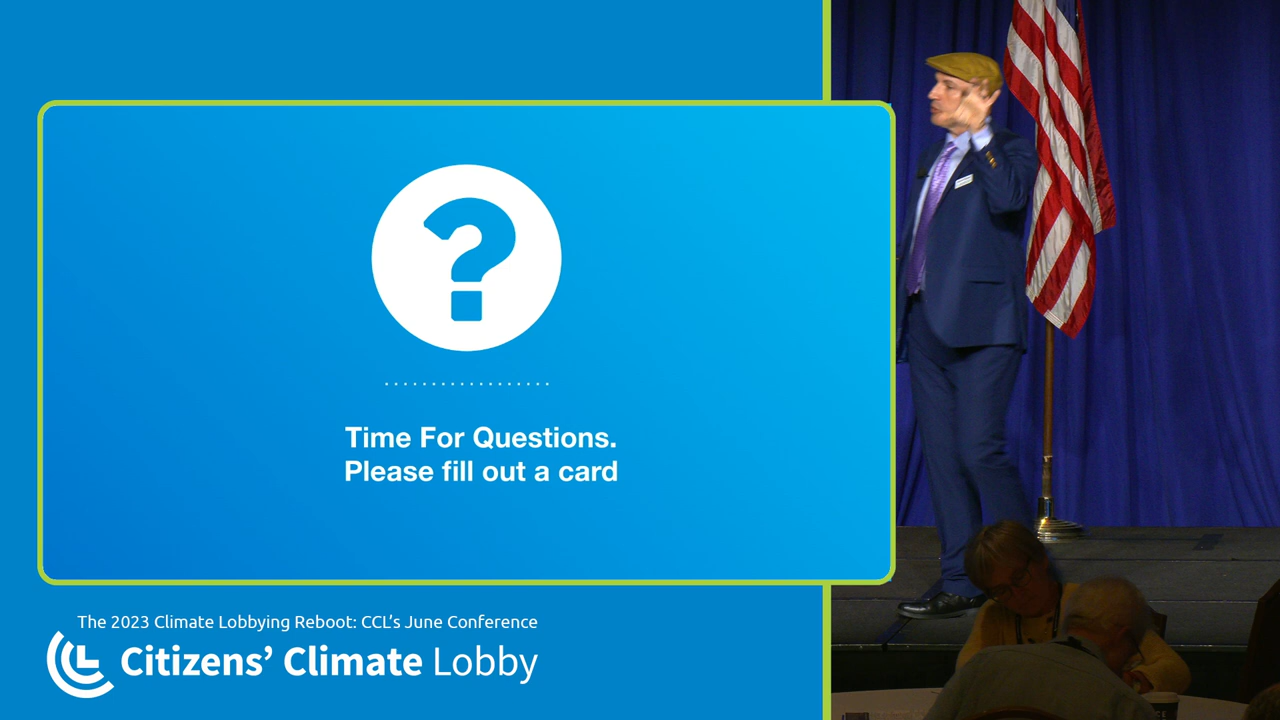 Time For Questions.
Please fill out a card
The 2023 Climate Lobbying Reboot: CCL's June Conference
Citizens' Climate Lobby